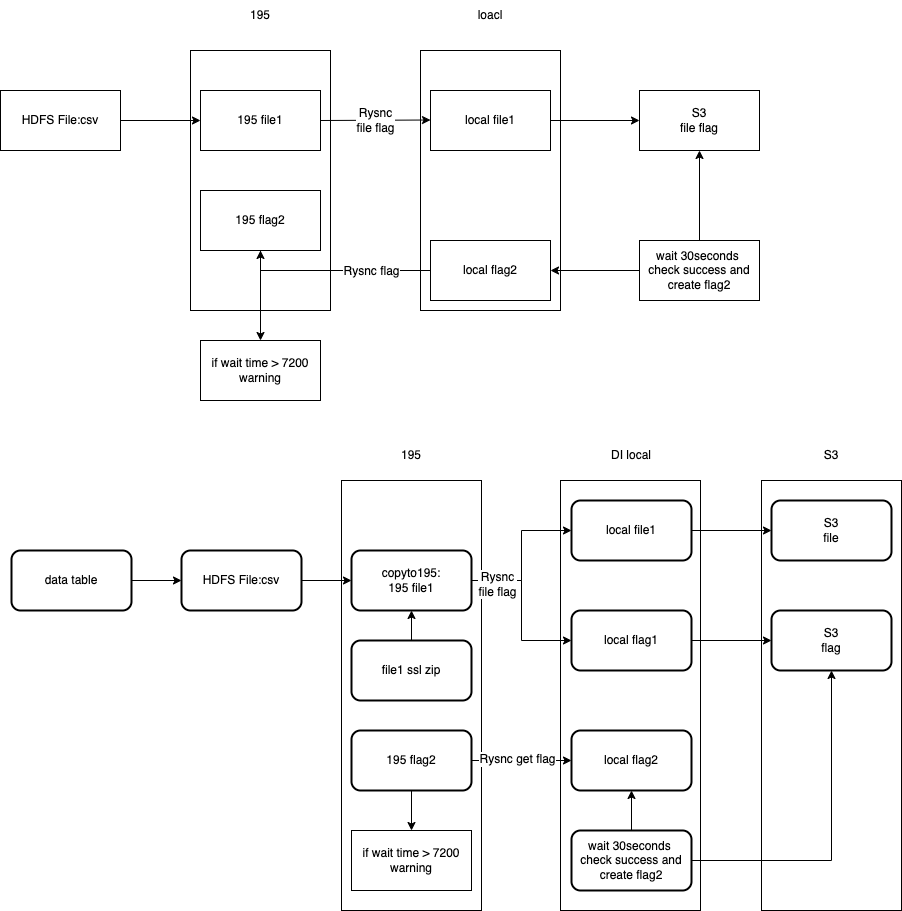 195
loacl
HDFS File:csv
195 file1
Rysnc
file flag
local file1
S3
file flag
195 flag2
Rysnc flag
local flag2
wait 30seconds
check success and
create flag2
if wait time > 7200
warning
195
DI local
S3
data table
HDFS File:csv
copyto195:
195 file1
Rysnc
file flag
local file1
S3
file
local flag1
S3
flag
file1 ssl zip
195 flag2
Rysnc get flag
local flag2
if wait time > 7200
warning
wait 30seconds
check success and
create flag2